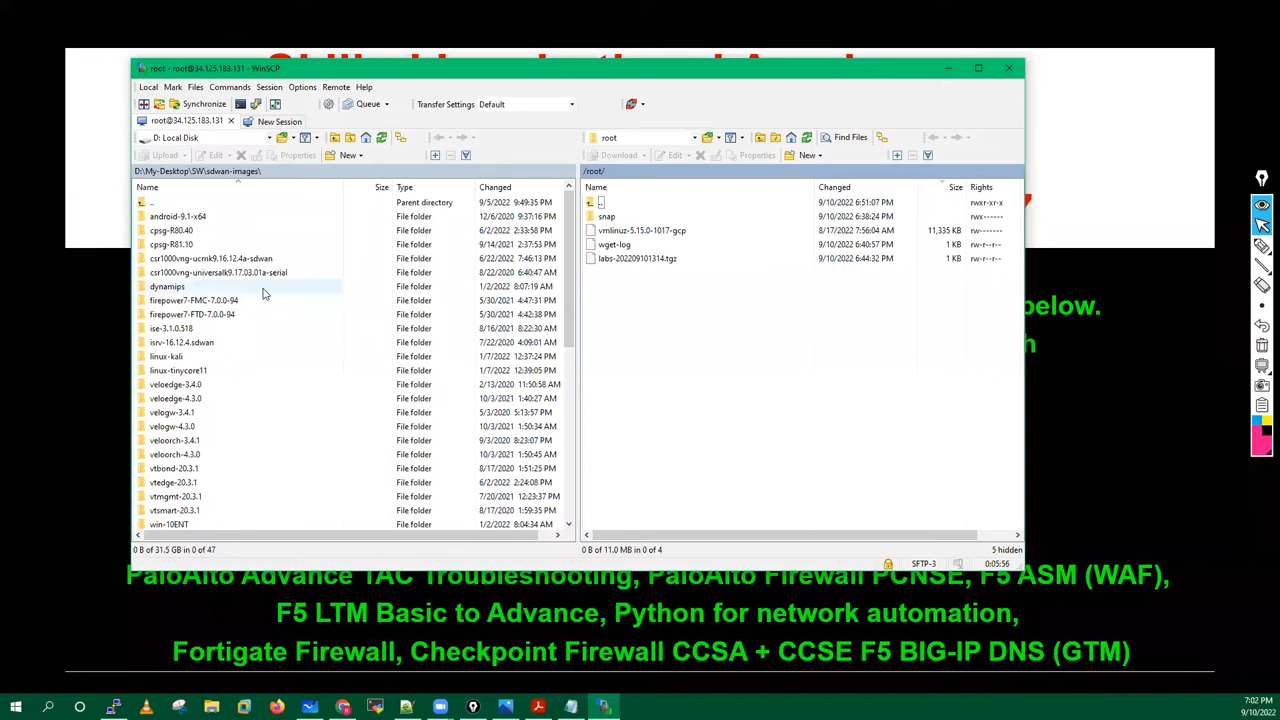 root - root@34.125.183.131 - WinSCP
Local Mark Files Commands Session Options Remote Help
Synchronize Queue Transfer Settings Default
root@34.125.183.131 New Session
D: Local Disk
Upload Edit Properties New
D:\My-Desktop\SW\sdwan-images\
Name Size Type Changed
.. Parent directory 9/5/2022 9:49:35 PM
android-9.1-x64 File folder 12/6/2020 9:37:16 PM
cpsg-R80.40 File folder 6/2/2022 2:33:58 PM
cpsg-R81.10 File folder 9/14/2021 2:37:53 PM
csr1000vng-ucmk9.16.12.4a-sdwan File folder 6/2/2022 7:46:13 PM
csr1000vng-universalk9.17.03.01a-serial File folder 8/22/2020 6:40:47 AM
dynamips File folder 1/2/2022 8:07:19 AM
firepower7-FMC-7.0.0-94 File folder 5/30/2021 4:47:31 PM
firepower7-FTD-7.0.0-94 File folder 5/30/2021 4:42:38 PM
ise-3.1.0.518 File folder 8/16/2021 8:22:30 AM
isrv-16.12.4.sdwan File folder 7/22/2020 4:09:01 AM
linux-kali File folder 1/7/2022 12:37:24 PM
linux-tinycore11 File folder 1/7/2022 12:39:05 PM
veloedge-3.4.0 File folder 2/13/2020 11:50:58 AM
veloedge-4.3.0 File folder 10/3/2021 1:40:27 AM
velogw-3.4.1 File folder 5/3/2020 5:13:57 PM
velogw-4.3.0 File folder 10/3/2021 1:50:34 AM
veloorch-3.4.1 File folder 9/3/2020 8:23:07 PM
veloorch-4.3.0 File folder 10/3/2021 1:50:45 AM
vtbond-20.3.1 File folder 8/17/2020 1:51:25 PM
vtedge-20.3.1 File folder 6/2/2022 2:24:08 PM
vtmgmt-20.3.1 File folder 7/20/2021 12:23:37 PM
vtsmart-20.3.1 File folder 8/17/2020 1:59:35 PM
win-10ENT File folder 1/2/2022 8:04:34 AM
0 B of 31.5 GB in 0 of 47
root Find Files
Download Edit Properties New
/root/
Name Changed Size Rights
.. 9/10/2022 6:51:07 PM rwxr-xr-x
snap 9/10/2022 6:38:24 PM rwx------
vmlinuz-5.15.0-1017-gcp 8/17/2022 7:56:04 AM 11,335 KB rw-r--r--
wget-log 9/10/2022 6:40:57 PM 1 KB rw-r--r--
labs-202209101314.tgz 9/10/2022 6:44:32 PM 1 KB rw-r--r--
0 B of 11.0 MB in 0 of 4 5 hidden
SFTP-3 0:05:56
below.
PaloAlto Advance TAC Troubleshooting, PaloAlto Firewall PCNSE, F5 ASM (WAF),
F5 LTM Basic to Advance, Python for network automation,
Fortigate Firewall, Checkpoint Firewall CCSA + CCSE F5 BIG-IP DNS (GTM)
7:02 PM
9/10/2022